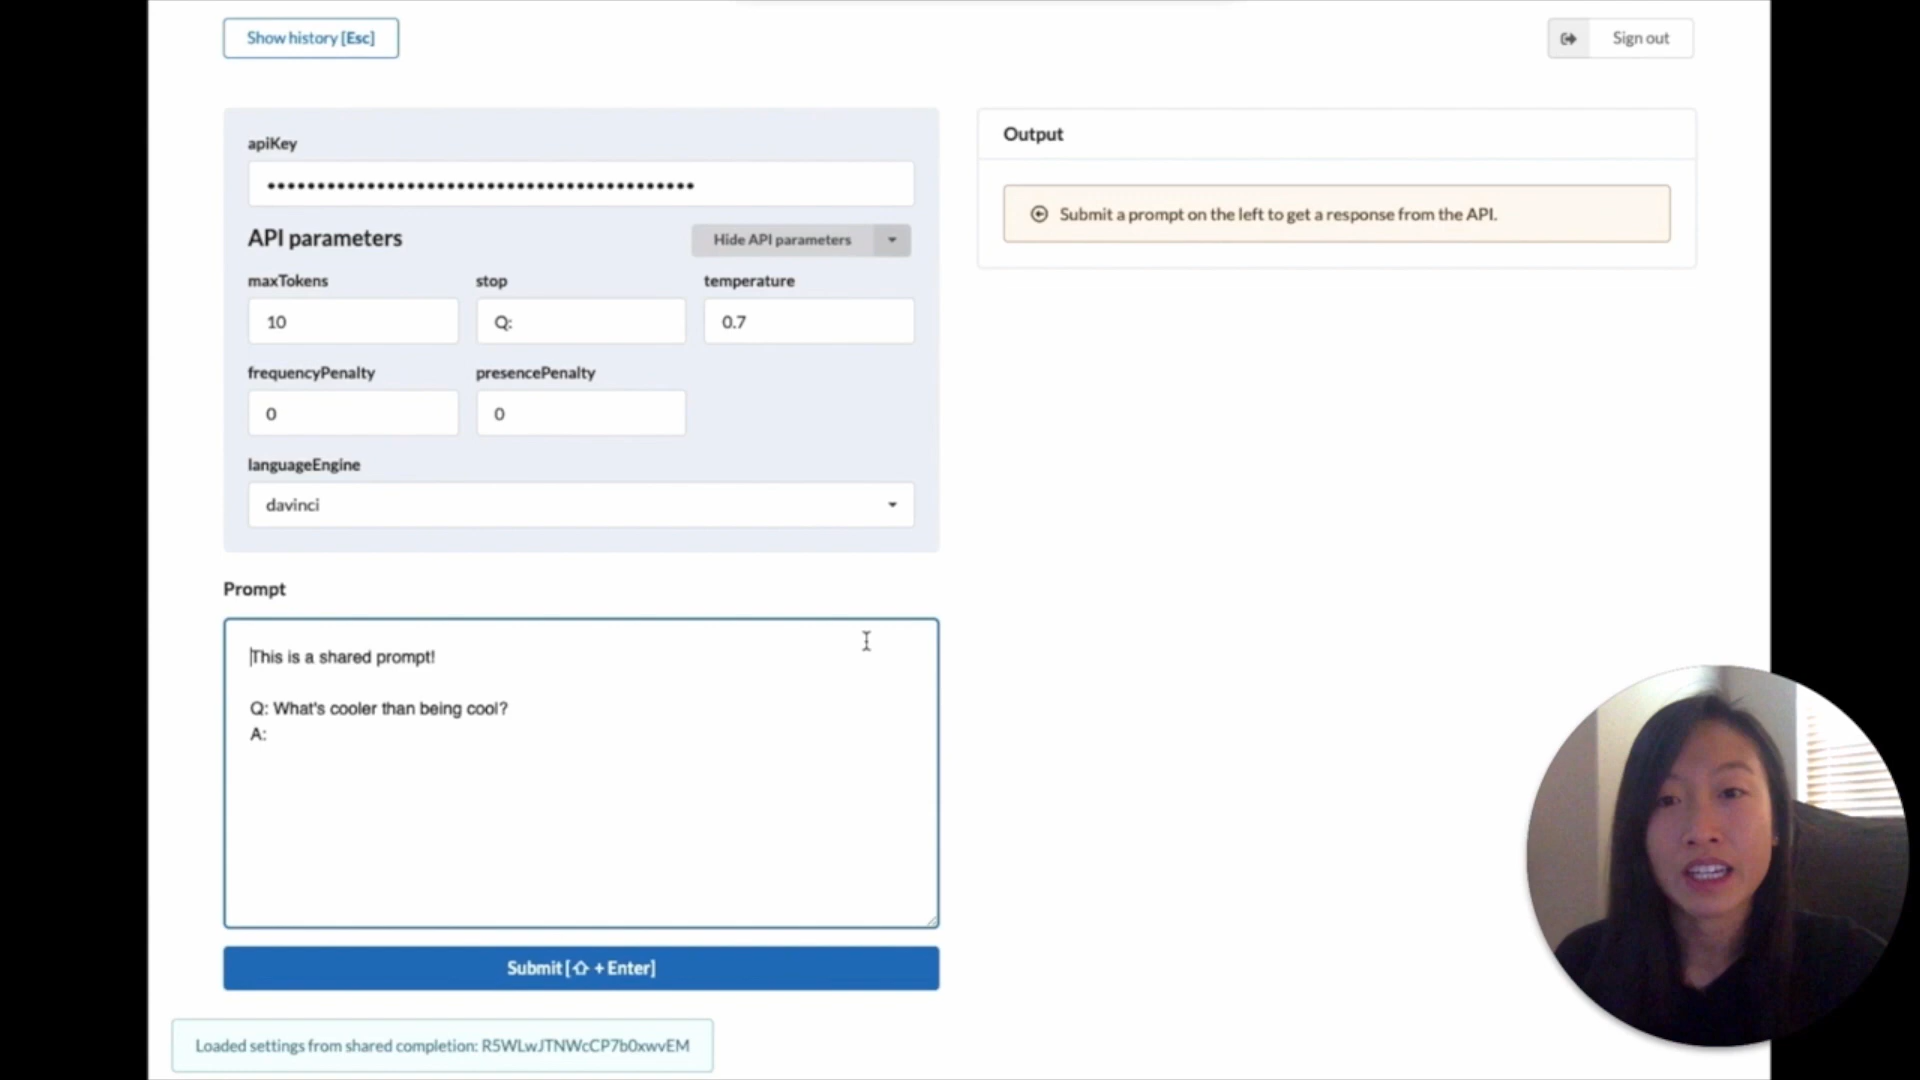 Show history [Esc]
Sign out
apiKey
API parameters
Hide API parameters
maxTokens
stop
temperature
10
Q:
0.7
frequencyPenalty
presencePenalty
0
0
languageEngine
davinci
Prompt
This is a shared prompt!
Q: What's cooler than being cool?
A:
Submit [⇧ + Enter]
Loaded settings from shared completion: R5WLwJTNWcCP7b0xwvEM
Output
Submit a prompt on the left to get a response from the API.